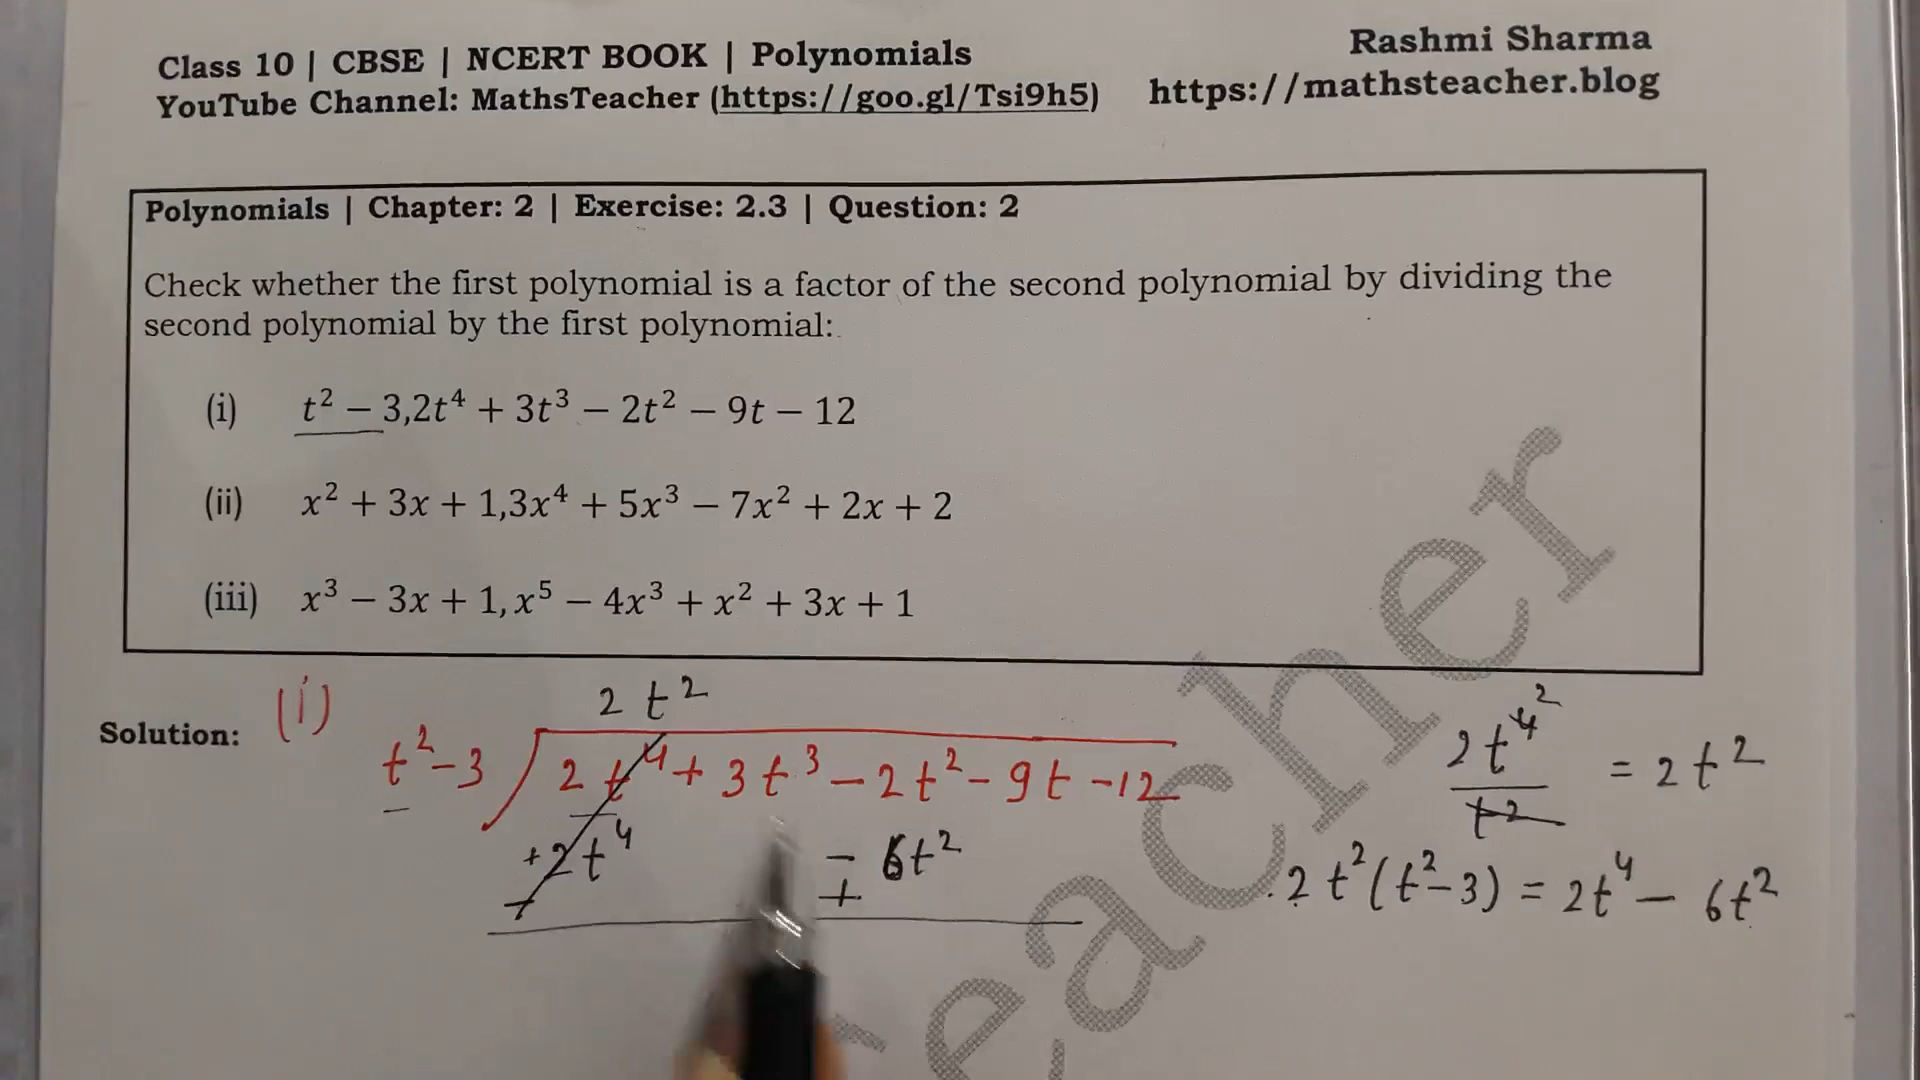 Class 10 | CBSE | NCERT BOOK | Polynomials
Rashmi Sharma
YouTube Channel: MathsTeacher (https://goo.gl/Tsi9h5)
https://mathsteacher.blog
Polynomials | Chapter: 2 | Exercise: 2.3 | Question: 2
Check whether the first polynomial is a factor of the second polynomial by dividing the
second polynomial by the first polynomial:
(i) t² − 3,2t⁴ + 3t³ − 2t² − 9t − 12
(ii) x² + 3x + 1,3x⁴ + 5x³ − 7x² + 2x + 2
(iii) x³ − 3x + 1, x⁵ − 4x³ + x² + 3x + 1
Solution: (i)
2t²
t² − 3 ) 2t⁴ + 3t³ − 2t² − 9t − 12
+2t⁴ − 6t²
− +
2t⁴ 2
t² = 2t²
2t²(t² − 3) = 2t⁴ − 6t²
eacher